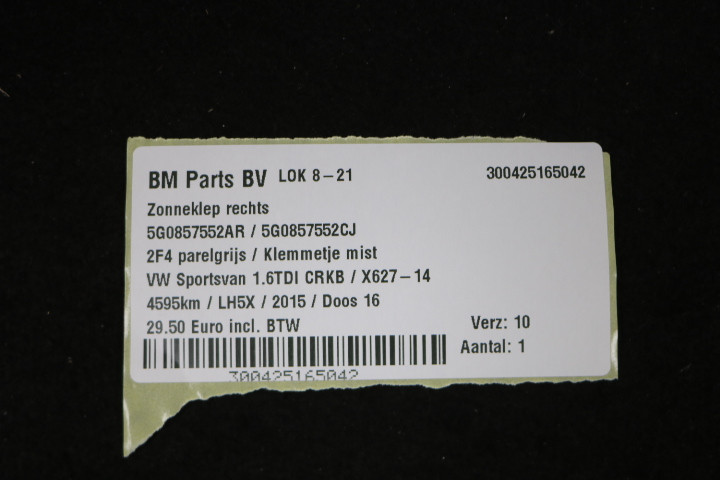 BM Parts BV LOK 8-21 300425165042
Zonneklep rechts
5G0857552AR / 5G0857552CJ
2F4 parelgrijs / Klemmetje mist
VW Sportsvan 1.6TDI CRKB / X627-14
4595km / LH5X / 2015 / Doos 16
29.50 Euro incl. BTW Verz: 10
Aantal: 1
300425165042